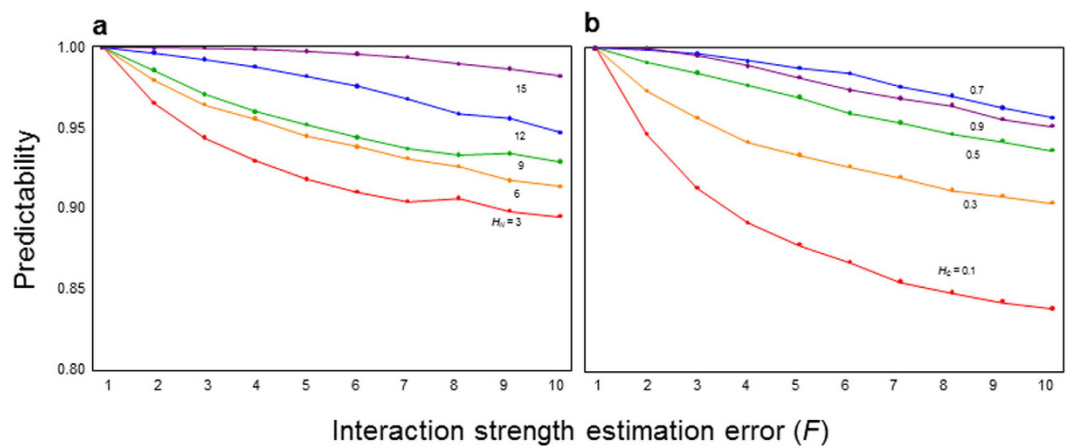 a
b
1.00
0.95
0.90
0.85
0.80
Predictability
15
12
9
6
H_N = 3
0.7
0.9
0.5
0.3
H_C = 0.1
1 2 3 4 5 6 7 8 9 10
1 2 3 4 5 6 7 8 9 10
Interaction strength estimation error (F)